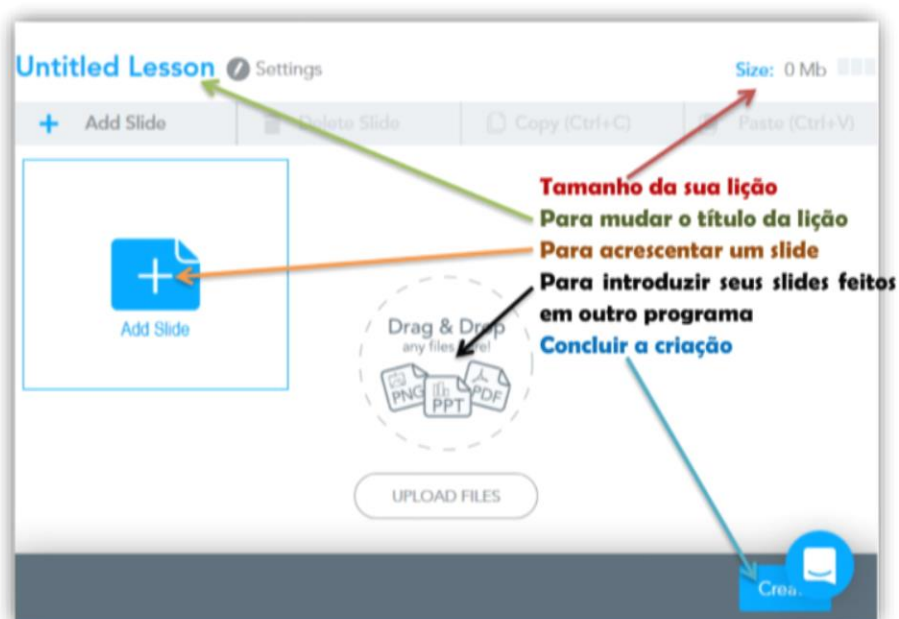 Untitled Lesson Settings Size: 0 Mb
Add Slide Delete Slide Copy (Ctrl+C) Paste (Ctrl+V)
Tamanho da sua lição
Para mudar o título da lição
Para acrescentar um slide
Para introduzir seus slides feitos
em outro programa
Concluir a criação
Add Slide
Drag & Drop
any files
PNG PPT PDF
UPLOAD FILES